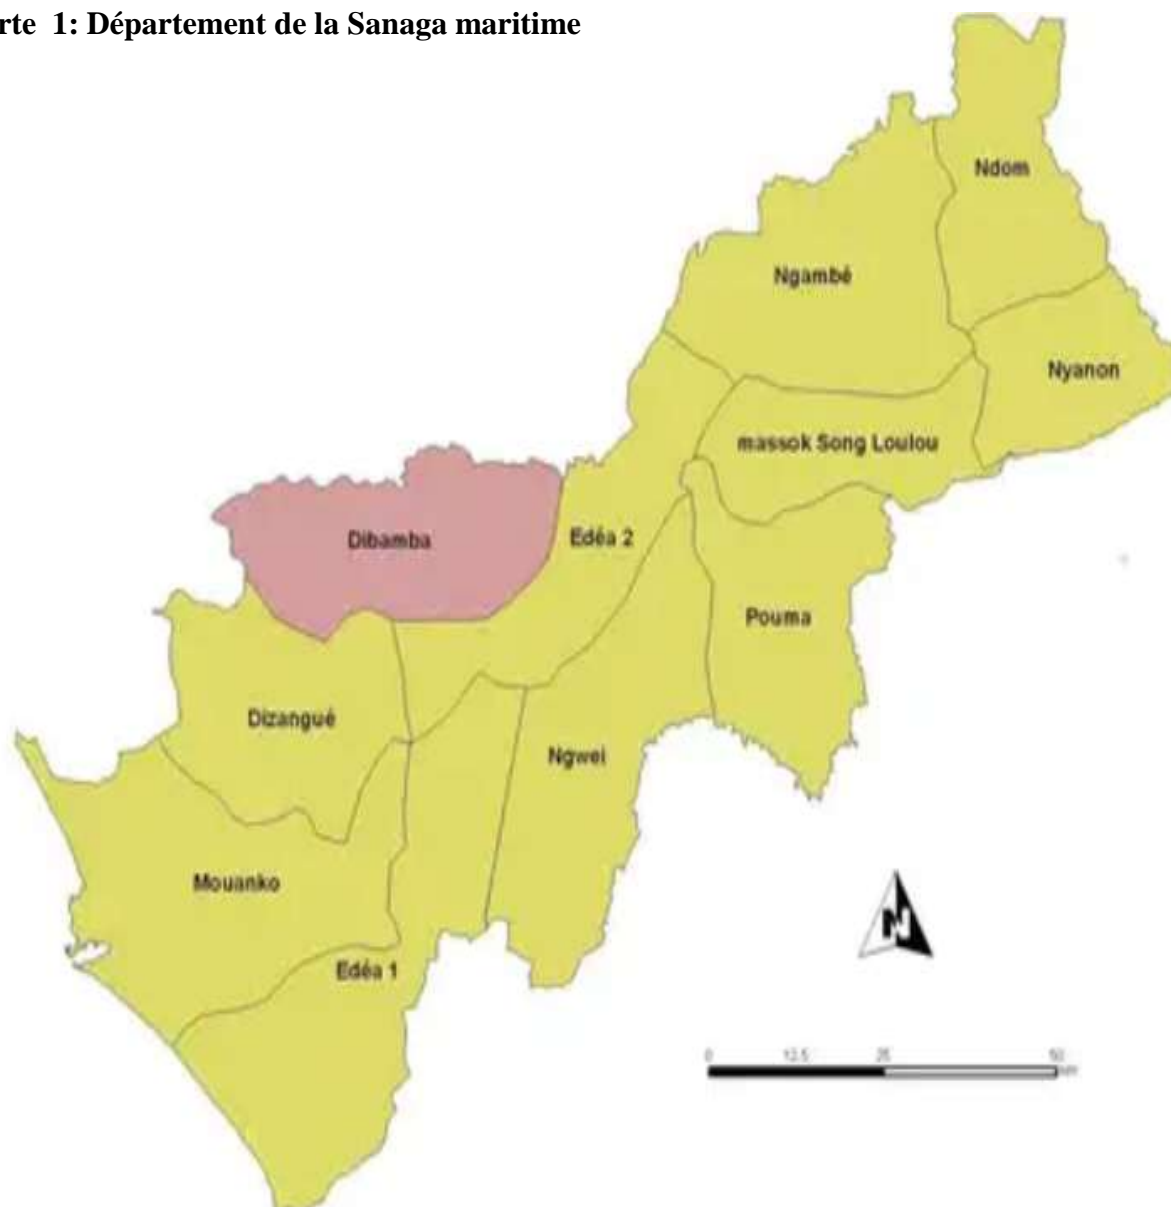 rte 1: Département de la Sanaga maritime
Ndom
Ngambé
Nyanon
massok Song Loulou
Dibamba
Edéa 2
Pouma
Dizangué
Ngwei
Mouanko
Edéa 1
N
0 12.5 25 50